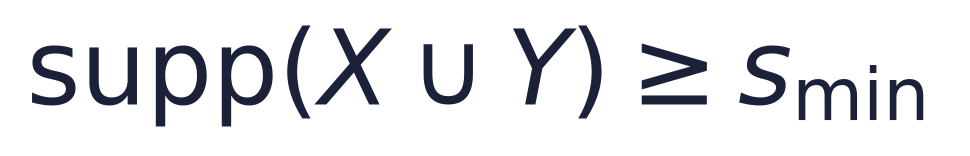 supp(X ∪ Y) ≥ s_min